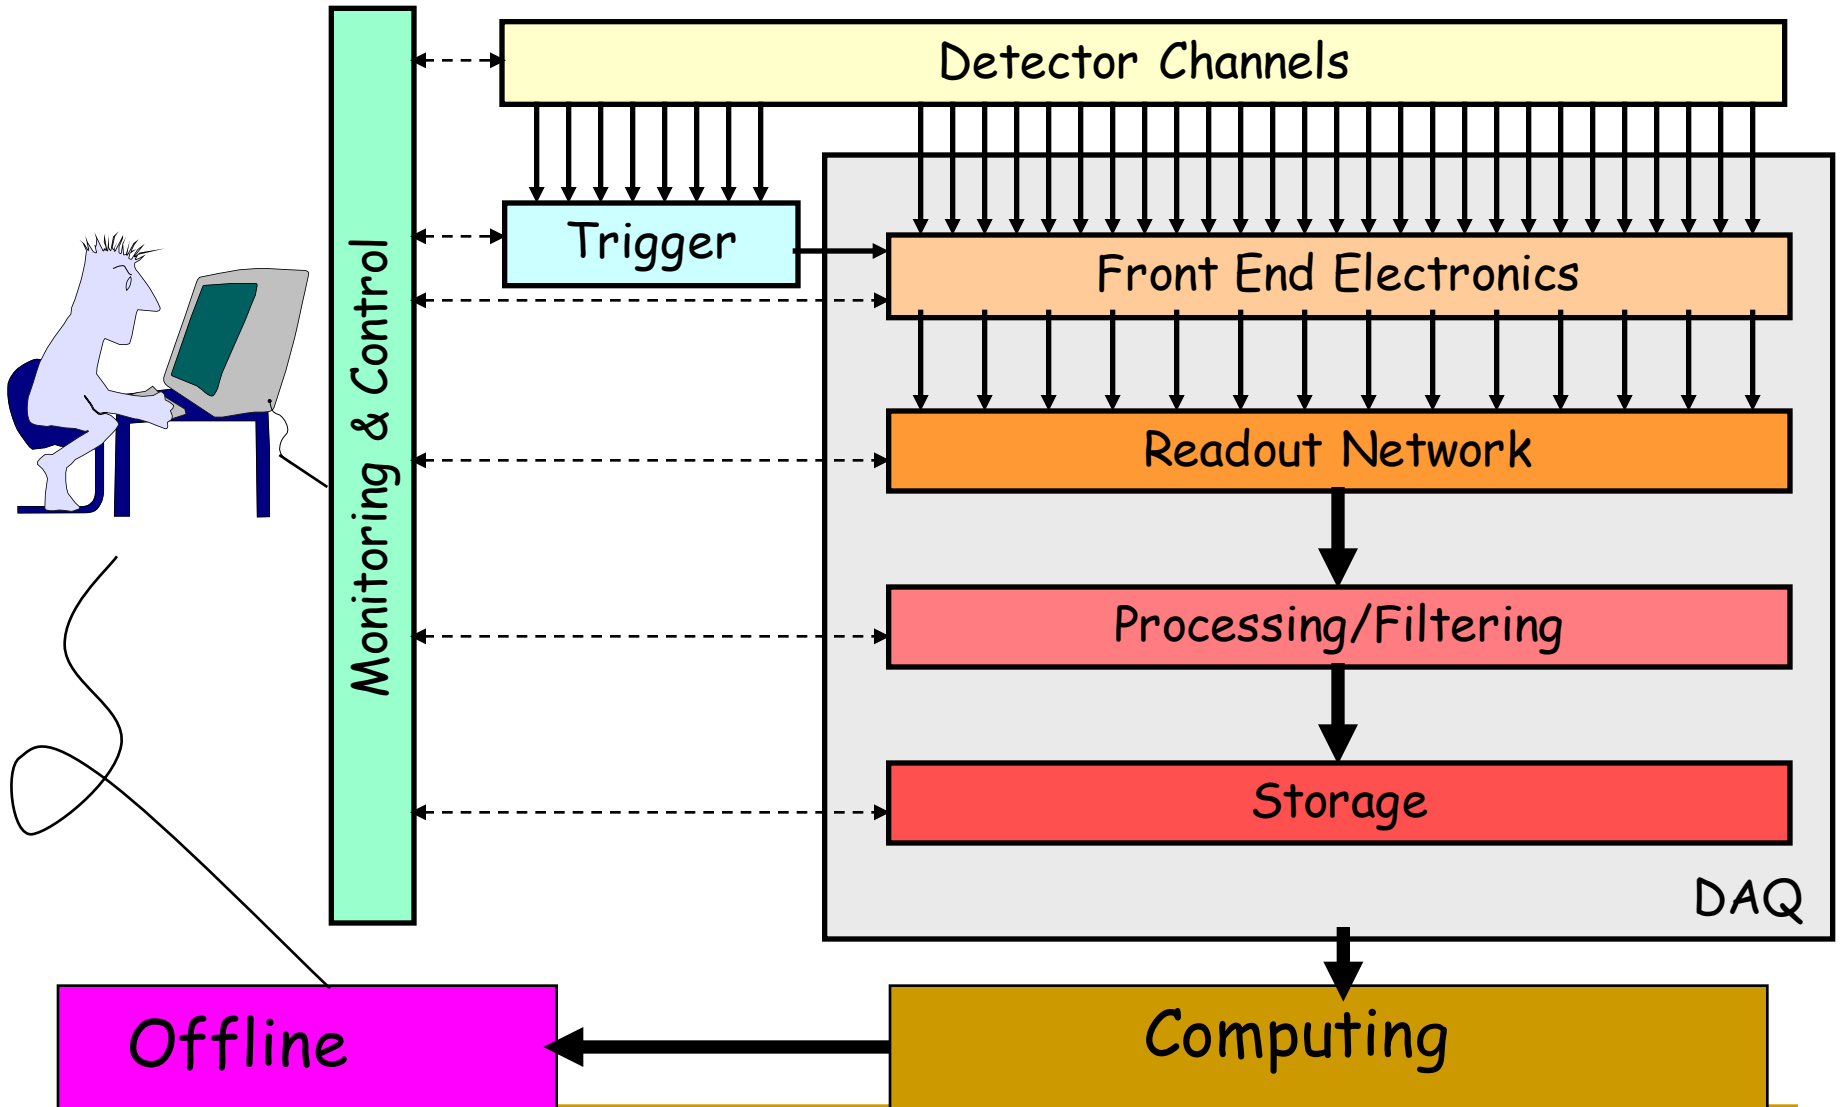 Detector Channels
Trigger
Front End Electronics
Monitoring & Control
Readout Network
Processing/Filtering
Storage
DAQ
Offline
Computing